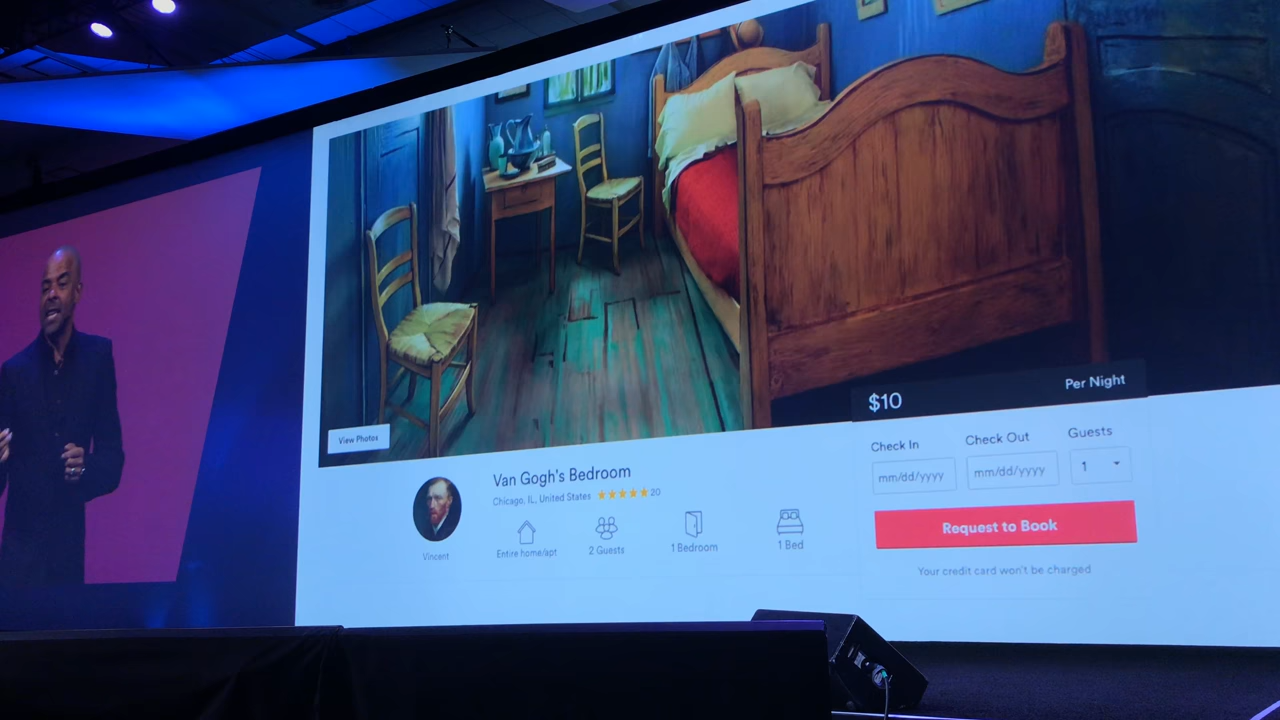 View Photos
$10
Per Night
Check In
Check Out
Guests
mm/dd/yyyy
mm/dd/yyyy
1
Request to Book
Your credit card won't be charged
Van Gogh's Bedroom
Chicago, IL, United States ★★★★★ 20
Vincent
Entire home/apt
2 Guests
1 Bedroom
1 Bed